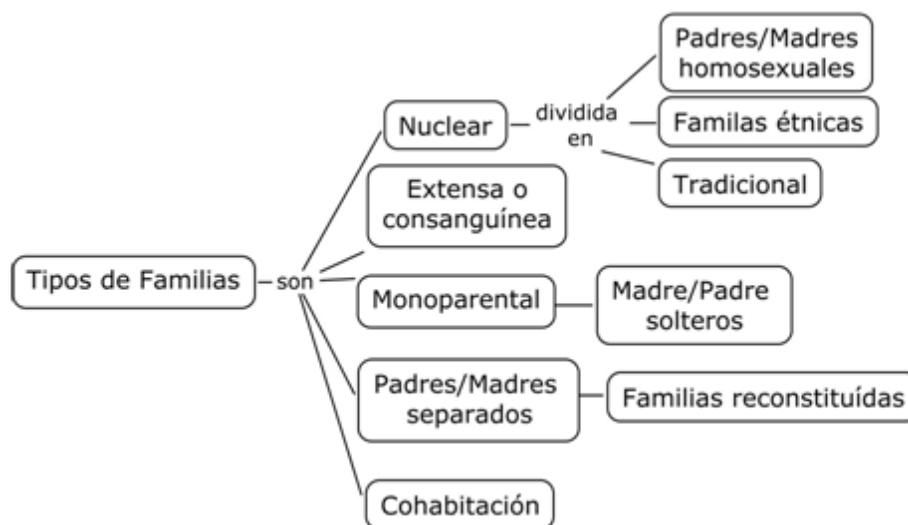 Tipos de Familias
son
Nuclear
dividida
en
Padres/Madres
homosexuales
Familas étnicas
Tradicional
Extensa o
consanguínea
Monoparental
Madre/Padre
solteros
Padres/Madres
separados
Familias reconstituídas
Cohabitación